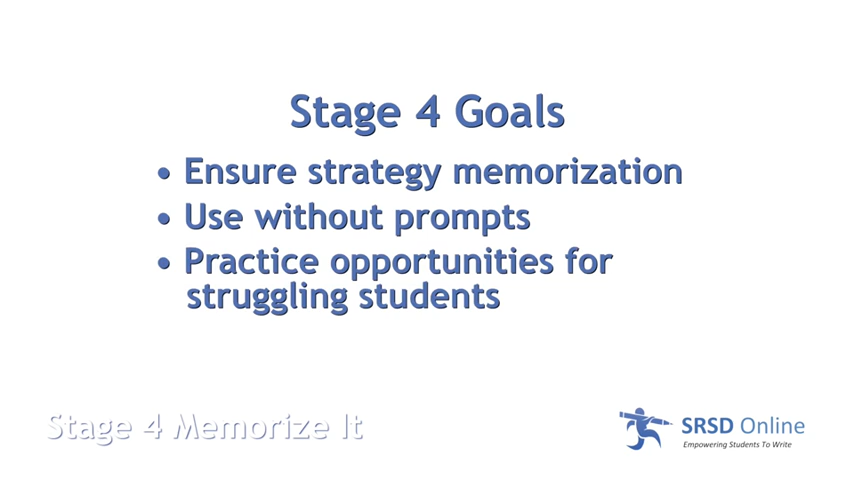 Stage 4 Goals
• Ensure strategy memorization
• Use without prompts
• Practice opportunities for
struggling students
Stage 4 Memorize It
SRSD Online
Empowering Students To Write